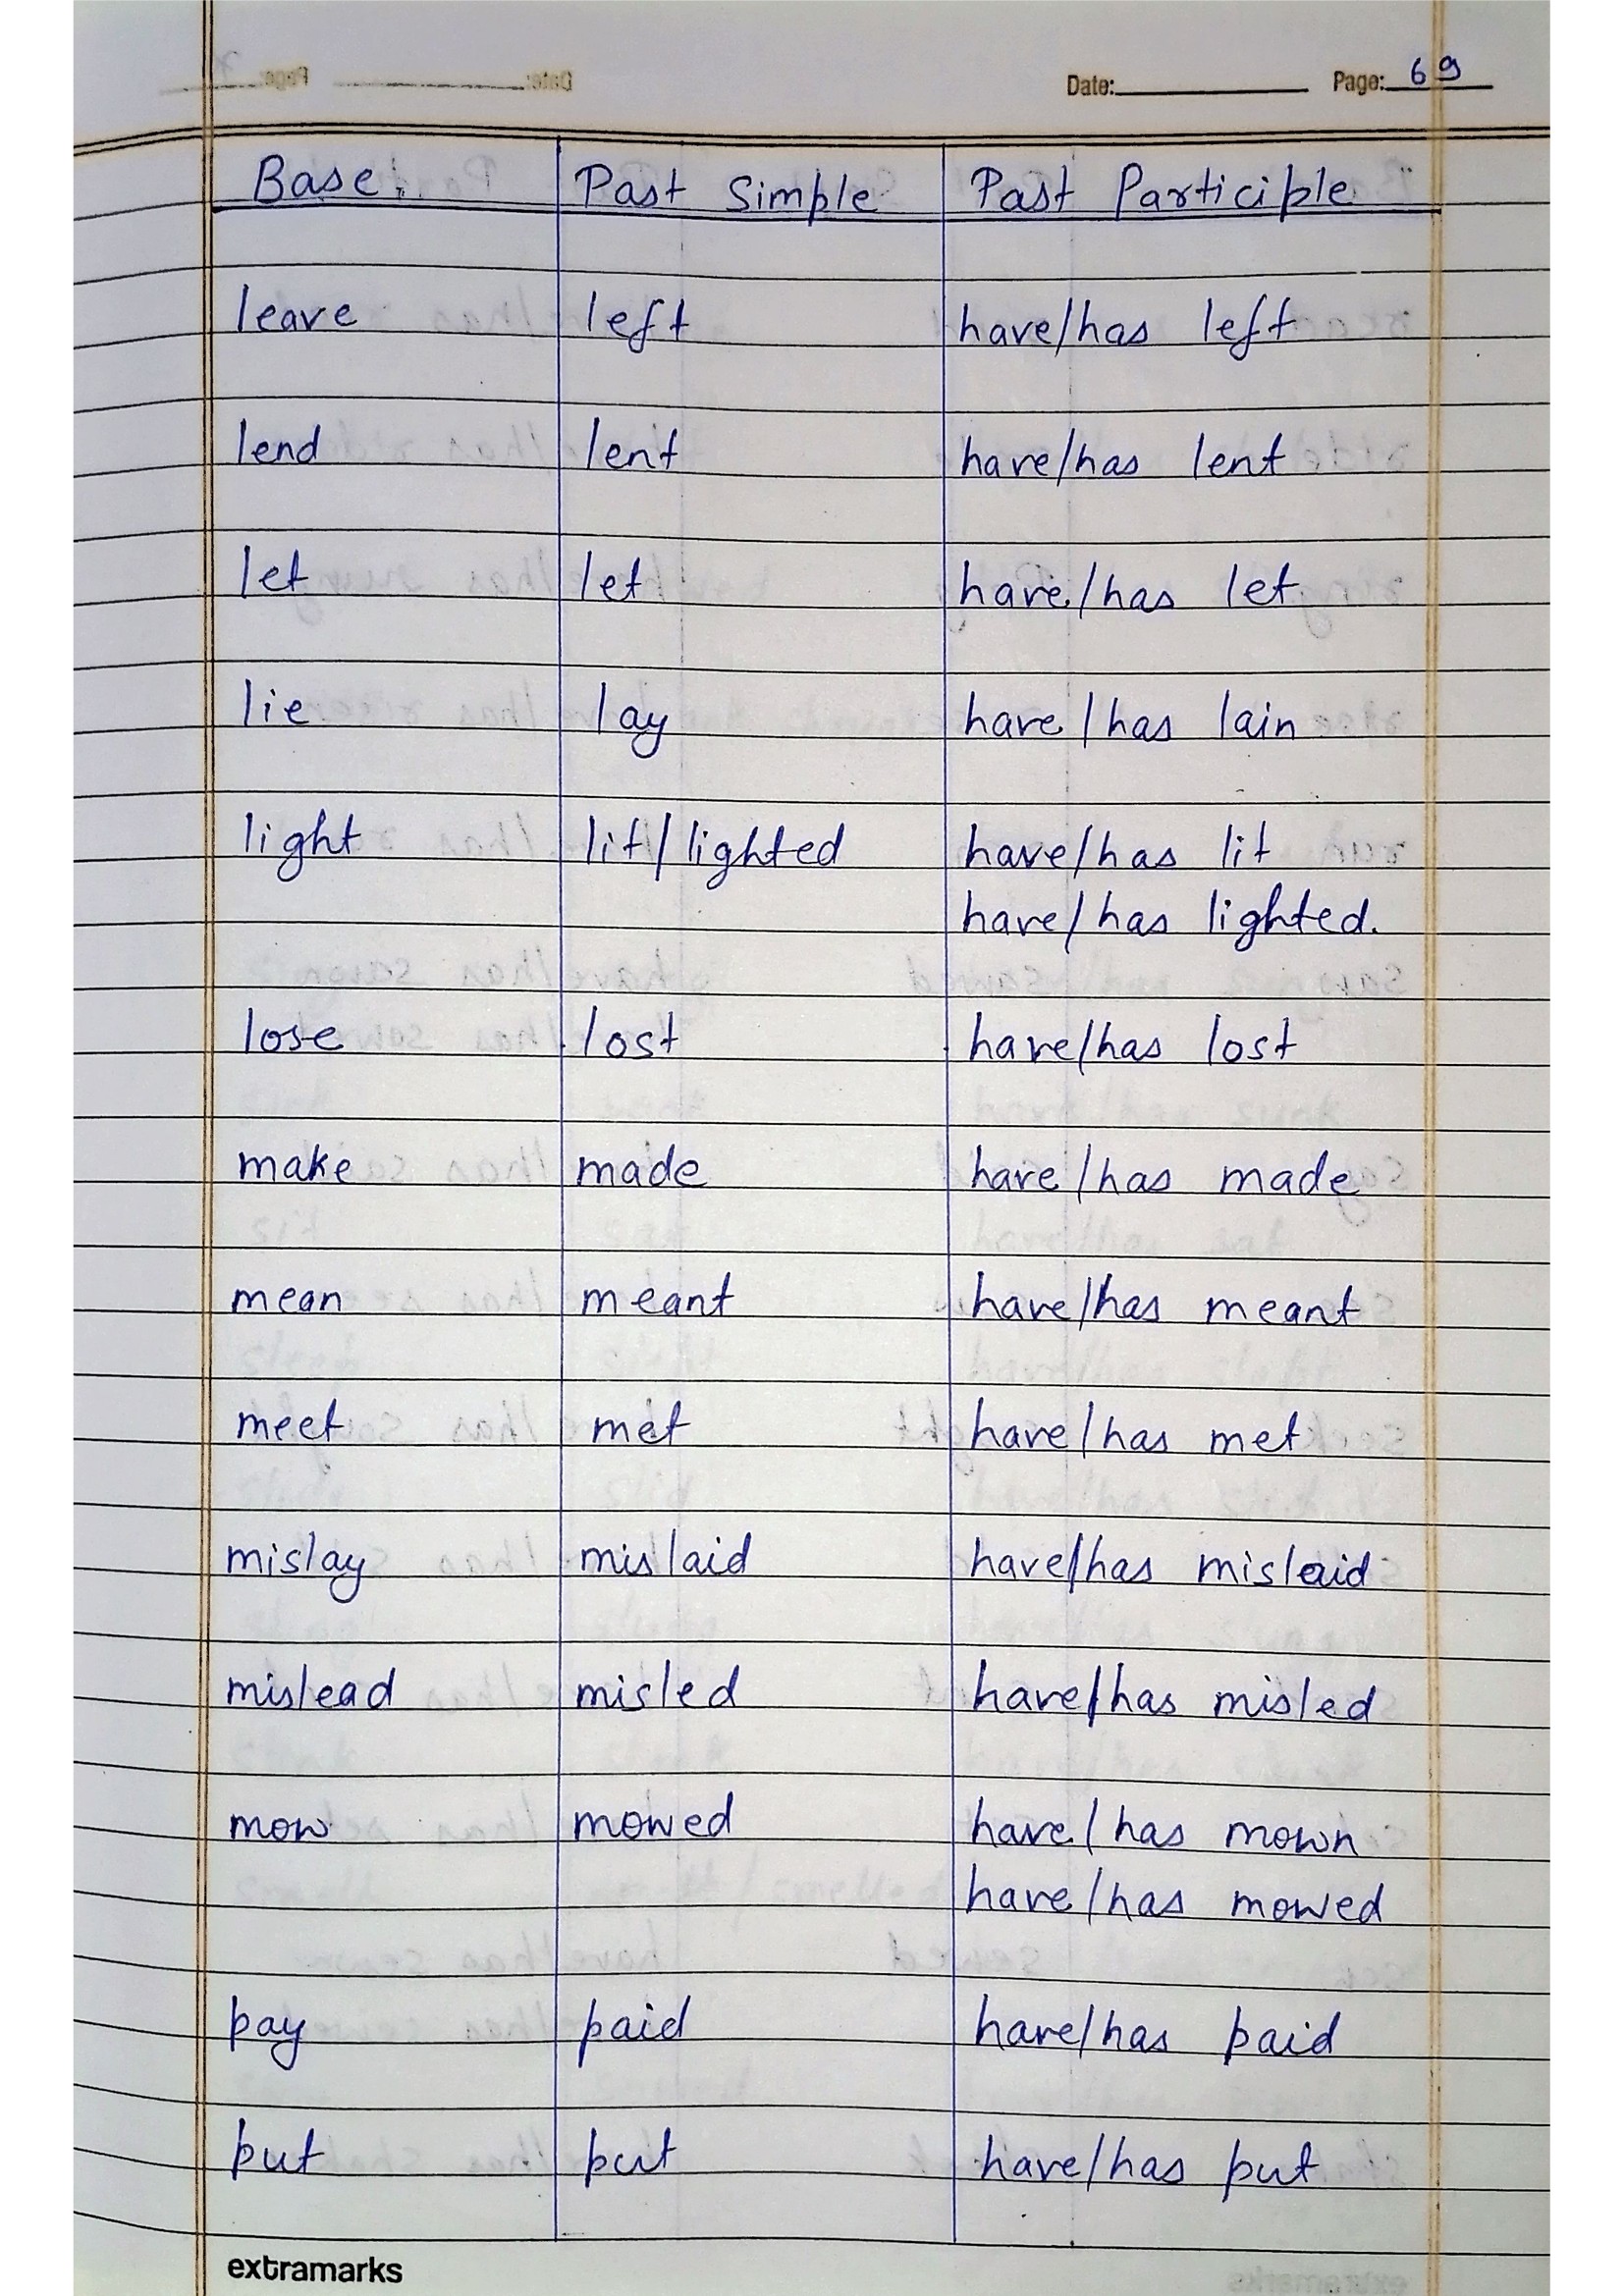 Date: Page: 69
Base: Past Simple Past Participle
leave left have/has left
lend lent have/has lent
let let have/has let
lie lay have/has lain
light lit/lighted have/has lit
have/has lighted.
lose lost have/has lost
make made have/has made
mean meant have/has meant
meet met have/has met
mislay mislaid have/has mislaid
mislead misled have/has misled
mow mowed have/has mown
have/has mowed
pay paid have/has paid
put put have/has put
extramarks